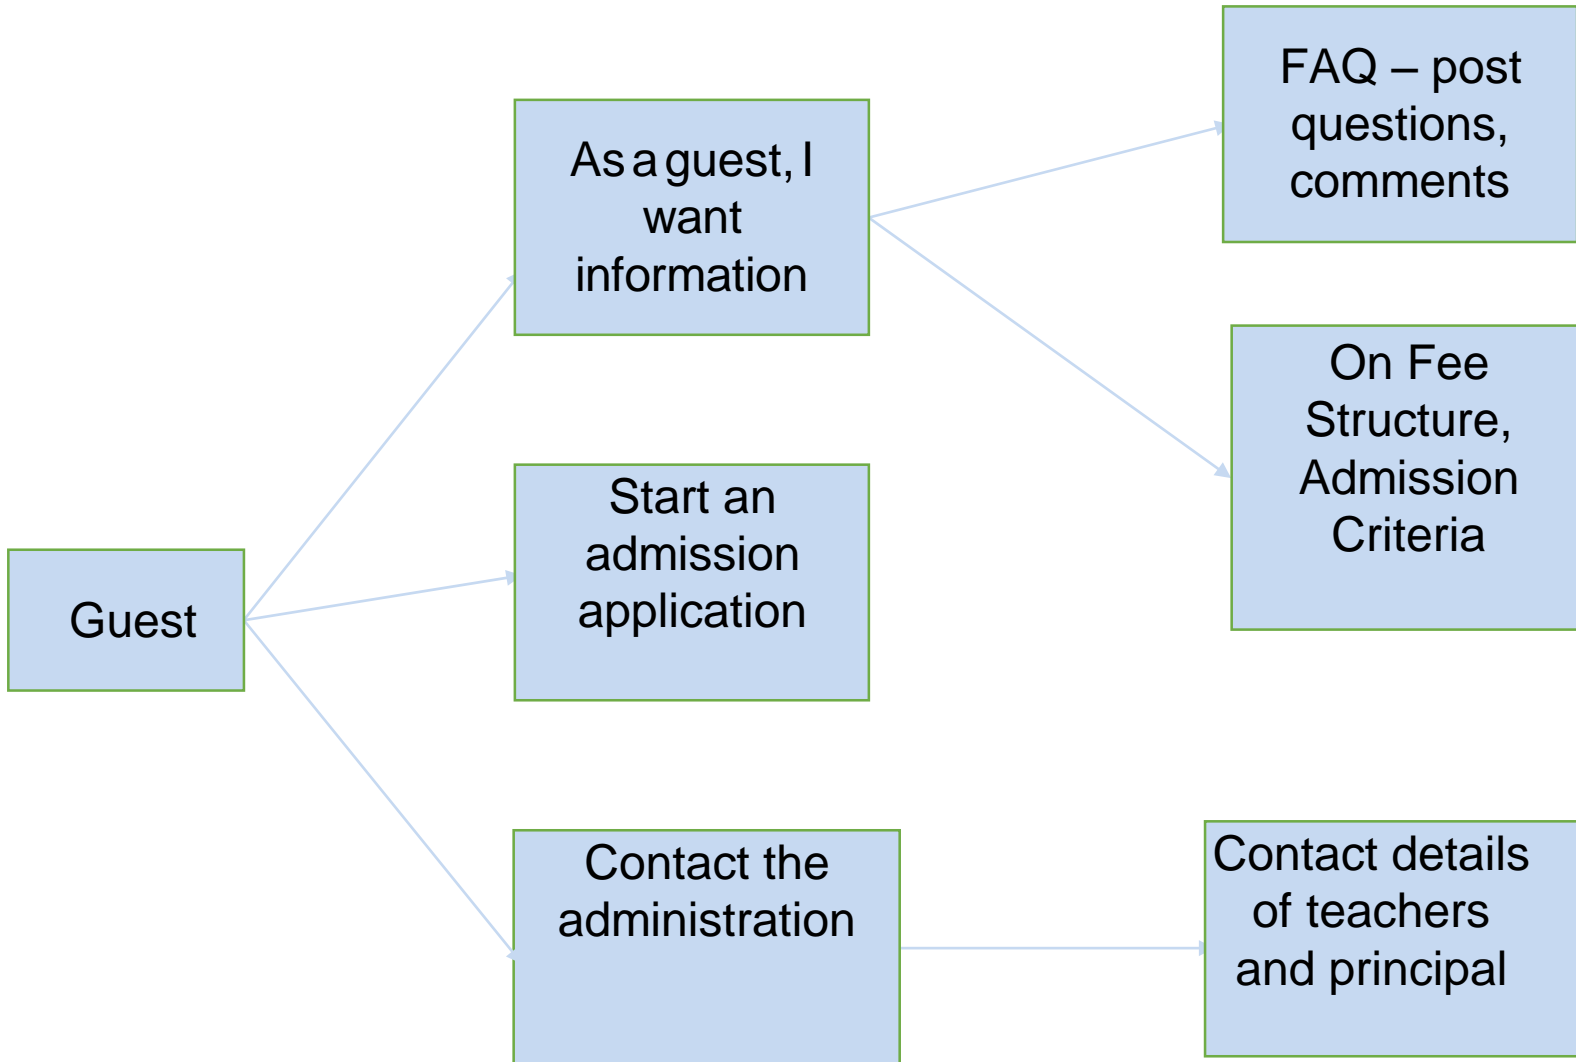 Guest
As a guest, I
want
information
Start an
admission
application
Contact the
administration
FAQ – post
questions,
comments
On Fee
Structure,
Admission
Criteria
Contact details
of teachers
and principal